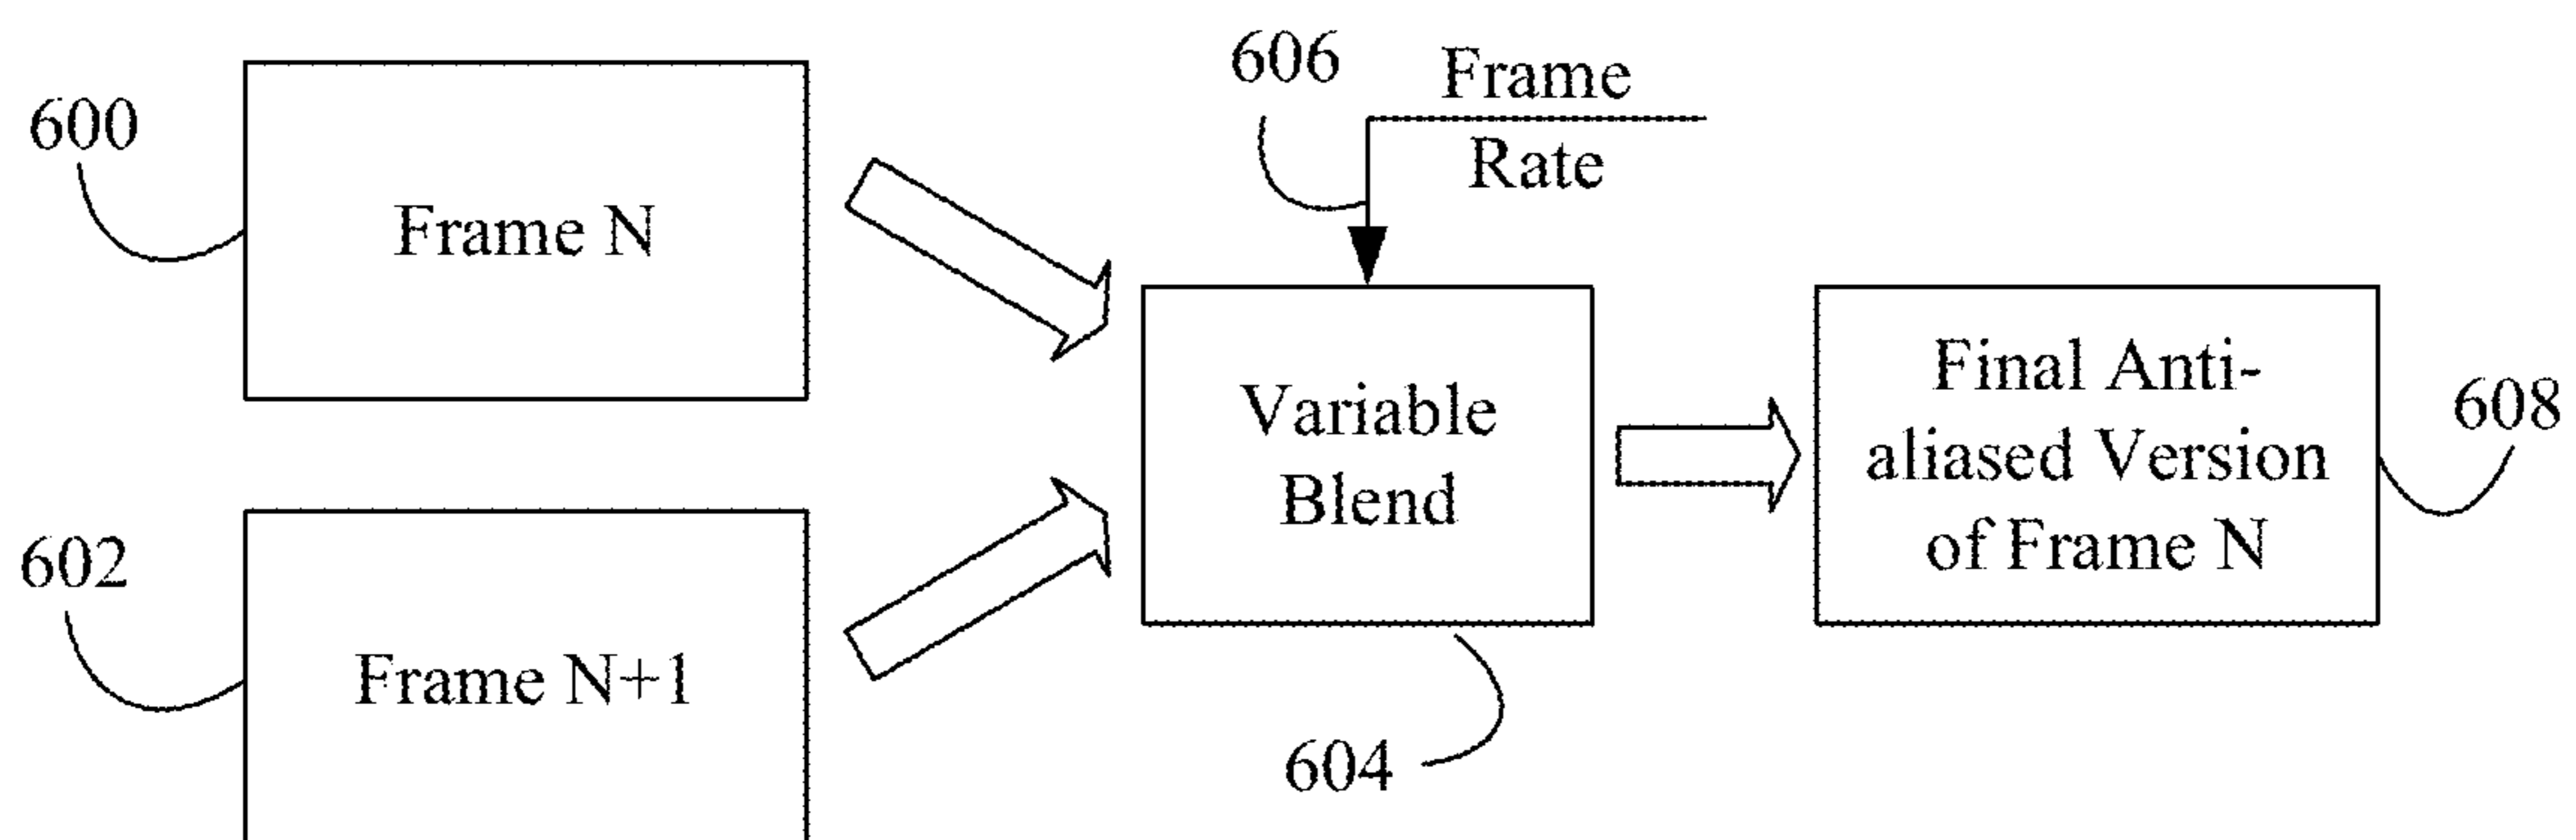 600
Frame N
602
Frame N+1
606
Frame
Rate
Variable
Blend
604
Final Anti-
aliased Version
of Frame N
608